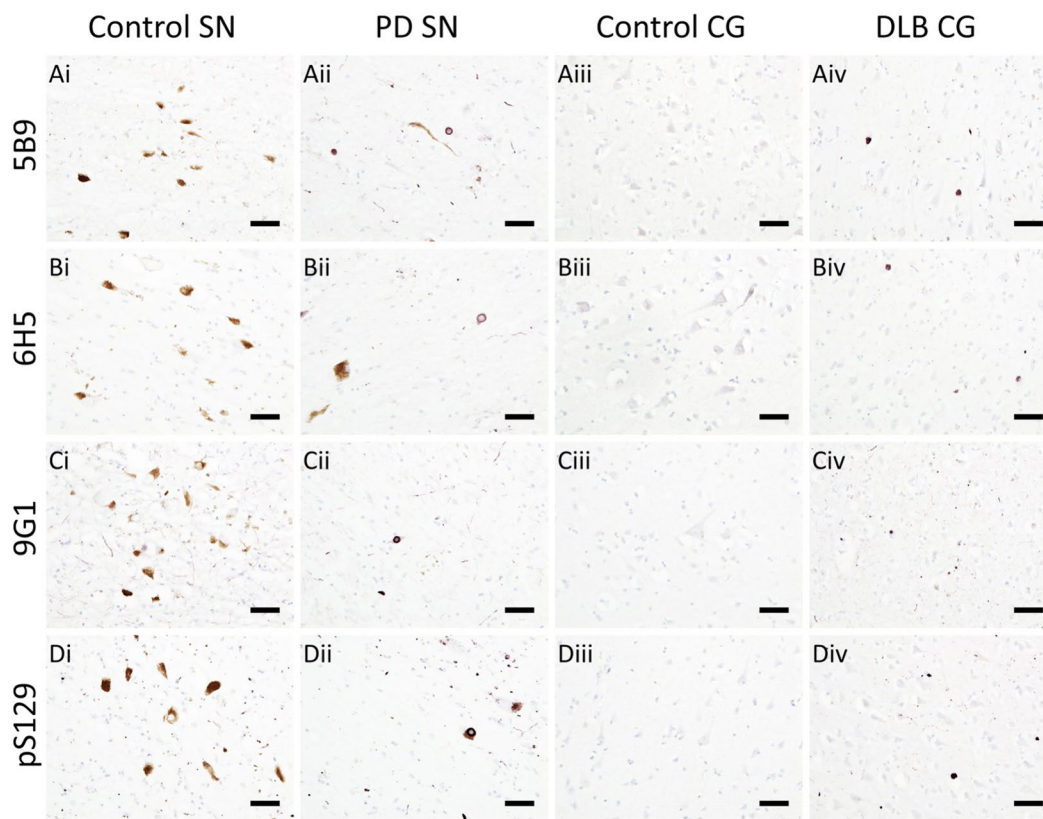 Control SN PD SN Control CG DLB CG
5B9 Ai Aii Aiii Aiv
6H5 Bi Bii Biii Biv
9G1 Ci Cii Ciii Civ
pS129 Di Dii Diii Div